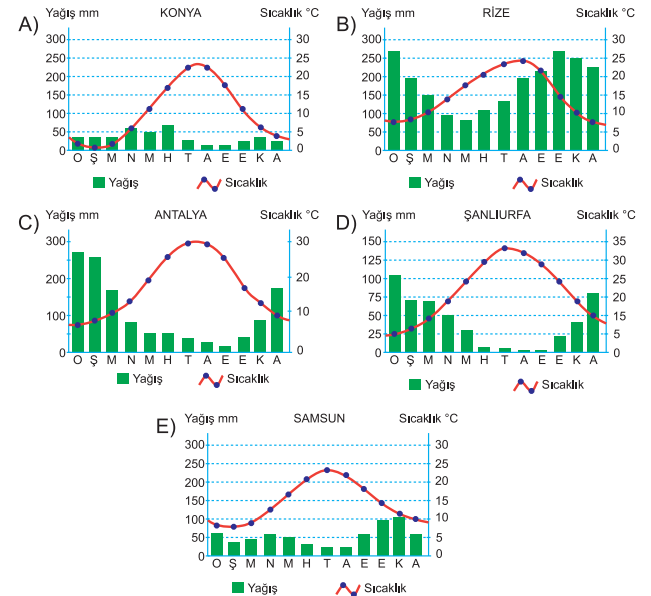 A) Yağış mm KONYA Sıcaklık °C
300 30
250 25
200 20
150 15
100 10
50 5
0 0
O Ş M N M H T A E E K A
Yağış Sıcaklık
B) Yağış mm RİZE Sıcaklık °C
300 30
250 25
200 20
150 15
100 10
50 5
0 0
O Ş M N M H T A E E K A
Yağış Sıcaklık
C) Yağış mm ANTALYA Sıcaklık °C
300 30
200 20
100 10
0 0
O Ş M N M H T A E E K A
Yağış Sıcaklık
D) Yağış mm ŞANLIURFA Sıcaklık °C
150 35
125 30
100 25
75 20
50 15
25 5
0 0
O Ş M N M H T A E E K A
Yağış Sıcaklık
E) Yağış mm SAMSUN Sıcaklık °C
300 30
250 25
200 20
150 15
100 10
50 5
0 0
O Ş M N M H T A E E K A
Yağış Sıcaklık